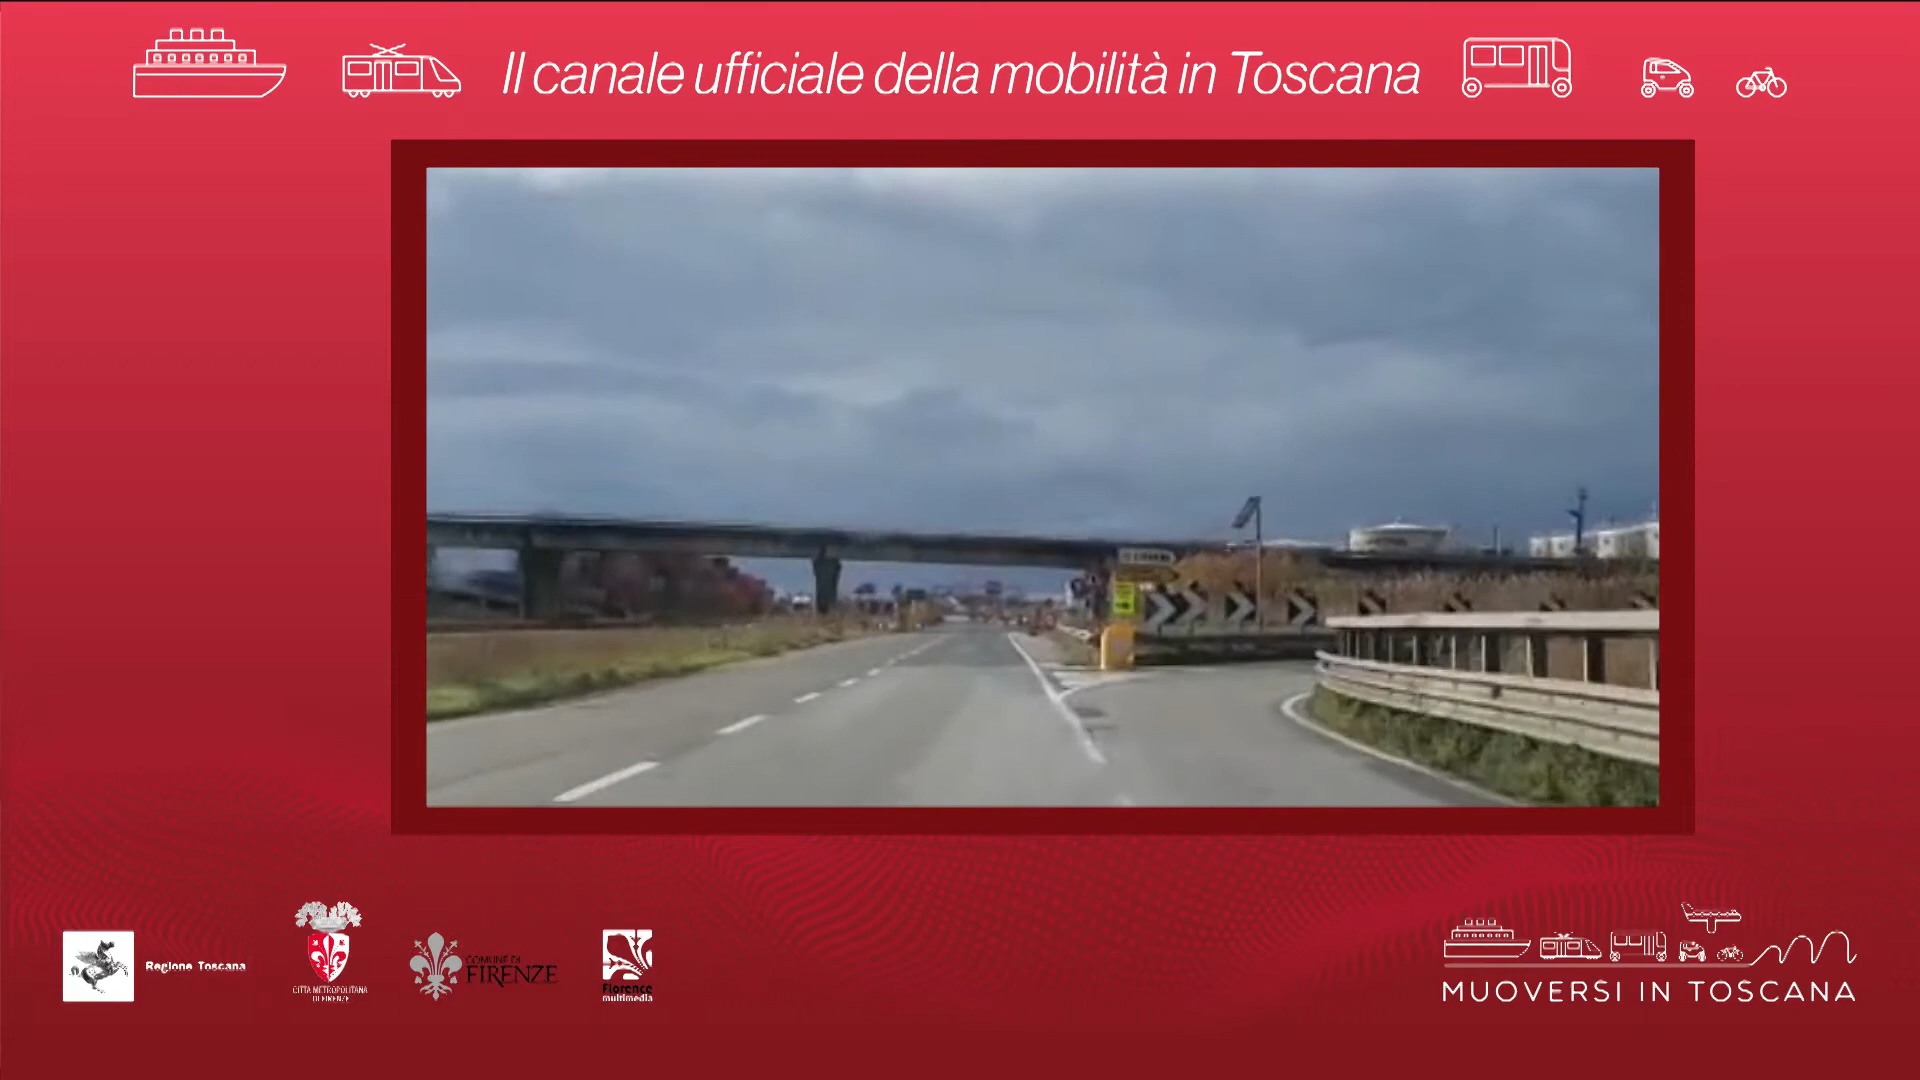 Il canale ufficiale della mobilità in Toscana
Regione Toscana
CITTÀ METROPOLITANA
DI FIRENZE
COMUNE DI
FIRENZE
Florence
multimedia
MUOVERSI IN TOSCANA